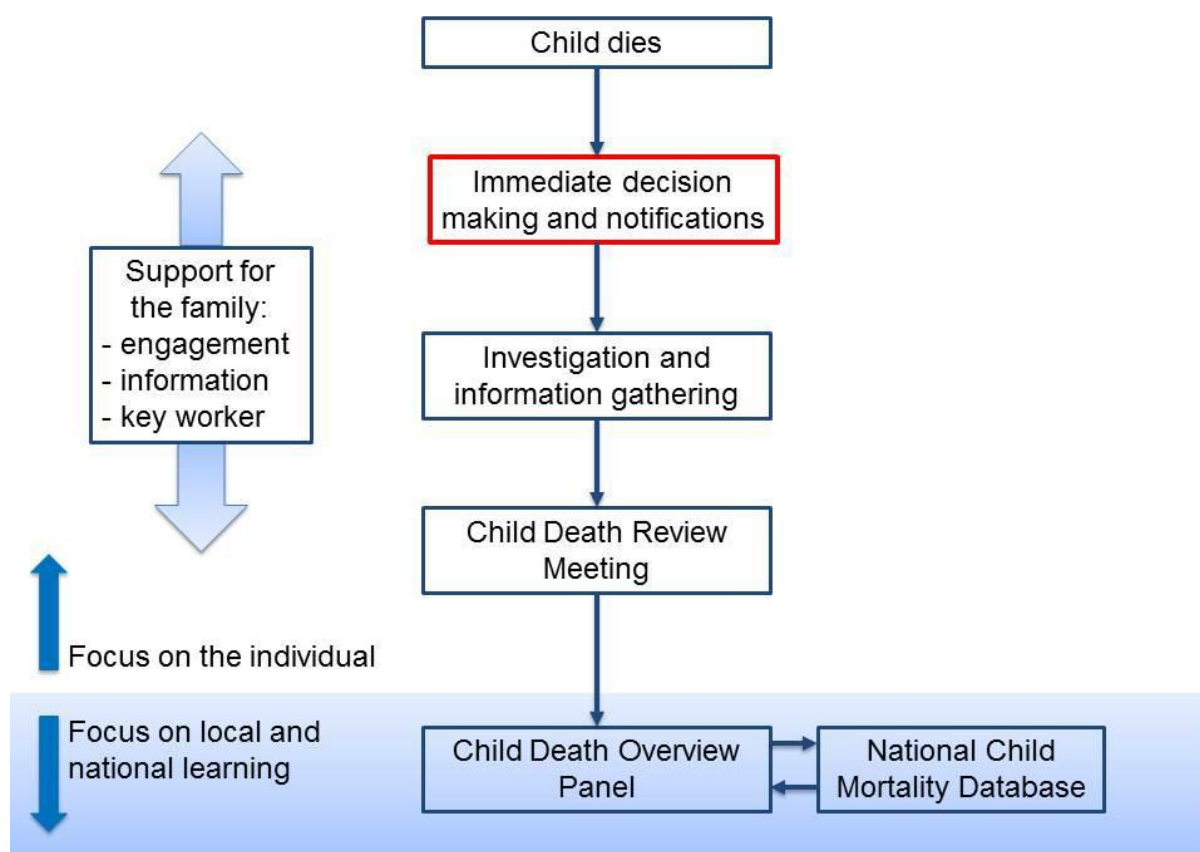 Child dies
Immediate decision
making and notifications
Support for
the family:
- engagement
- information
- key worker
Investigation and
information gathering
Child Death Review
Meeting
Focus on the individual
Focus on local and
national learning
Child Death Overview
Panel
National Child
Mortality Database